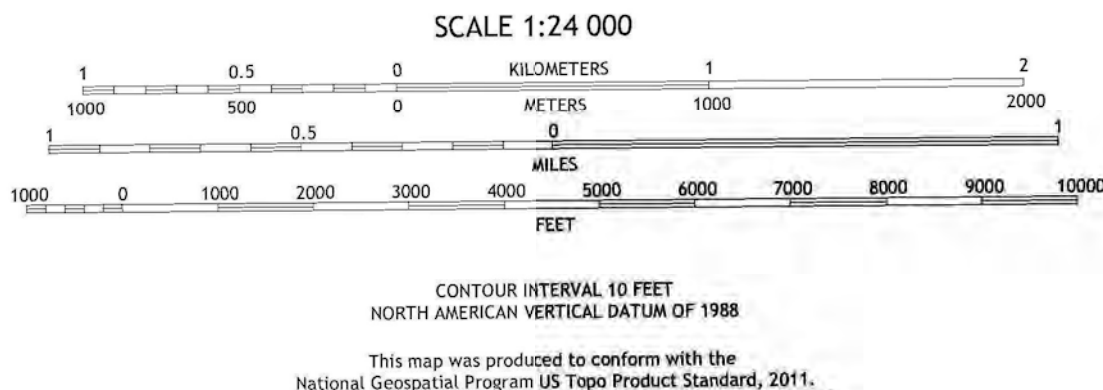 SCALE 1:24 000
1 0.5 0 KILOMETERS 1 2
1000 500 0 METERS 1000 2000
1 0.5 0 1
MILES
1000 0 1000 2000 3000 4000 5000 6000 7000 8000 9000 10000
FEET
CONTOUR INTERVAL 10 FEET
NORTH AMERICAN VERTICAL DATUM OF 1988
This map was produced to conform with the
National Geospatial Program US Topo Product Standard, 2011.